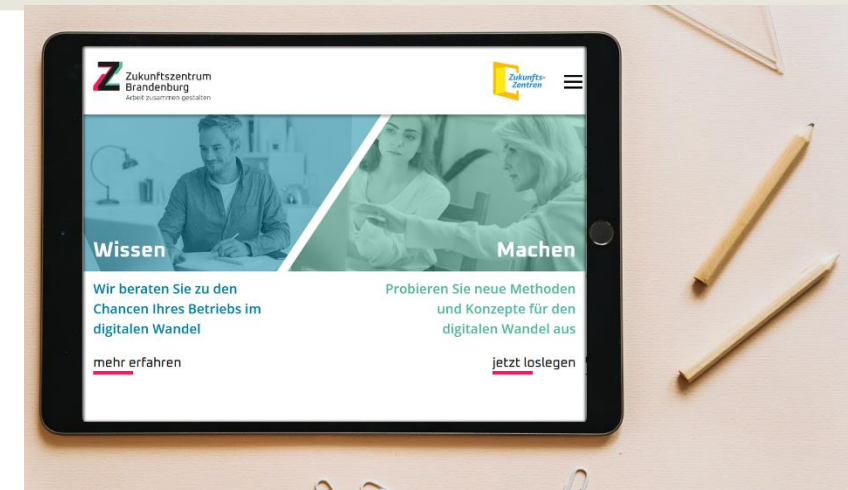 Zukunftszentrum
Brandenburg
Arbeit zusammen gestalten
Zukunfts-
Zentren
Wissen
Machen
Wir beraten Sie zu den
Chancen Ihres Betriebs im
digitalen Wandel
Probieren Sie neue Methoden
und Konzepte für den
digitalen Wandel aus
mehr erfahren
jetzt loslegen